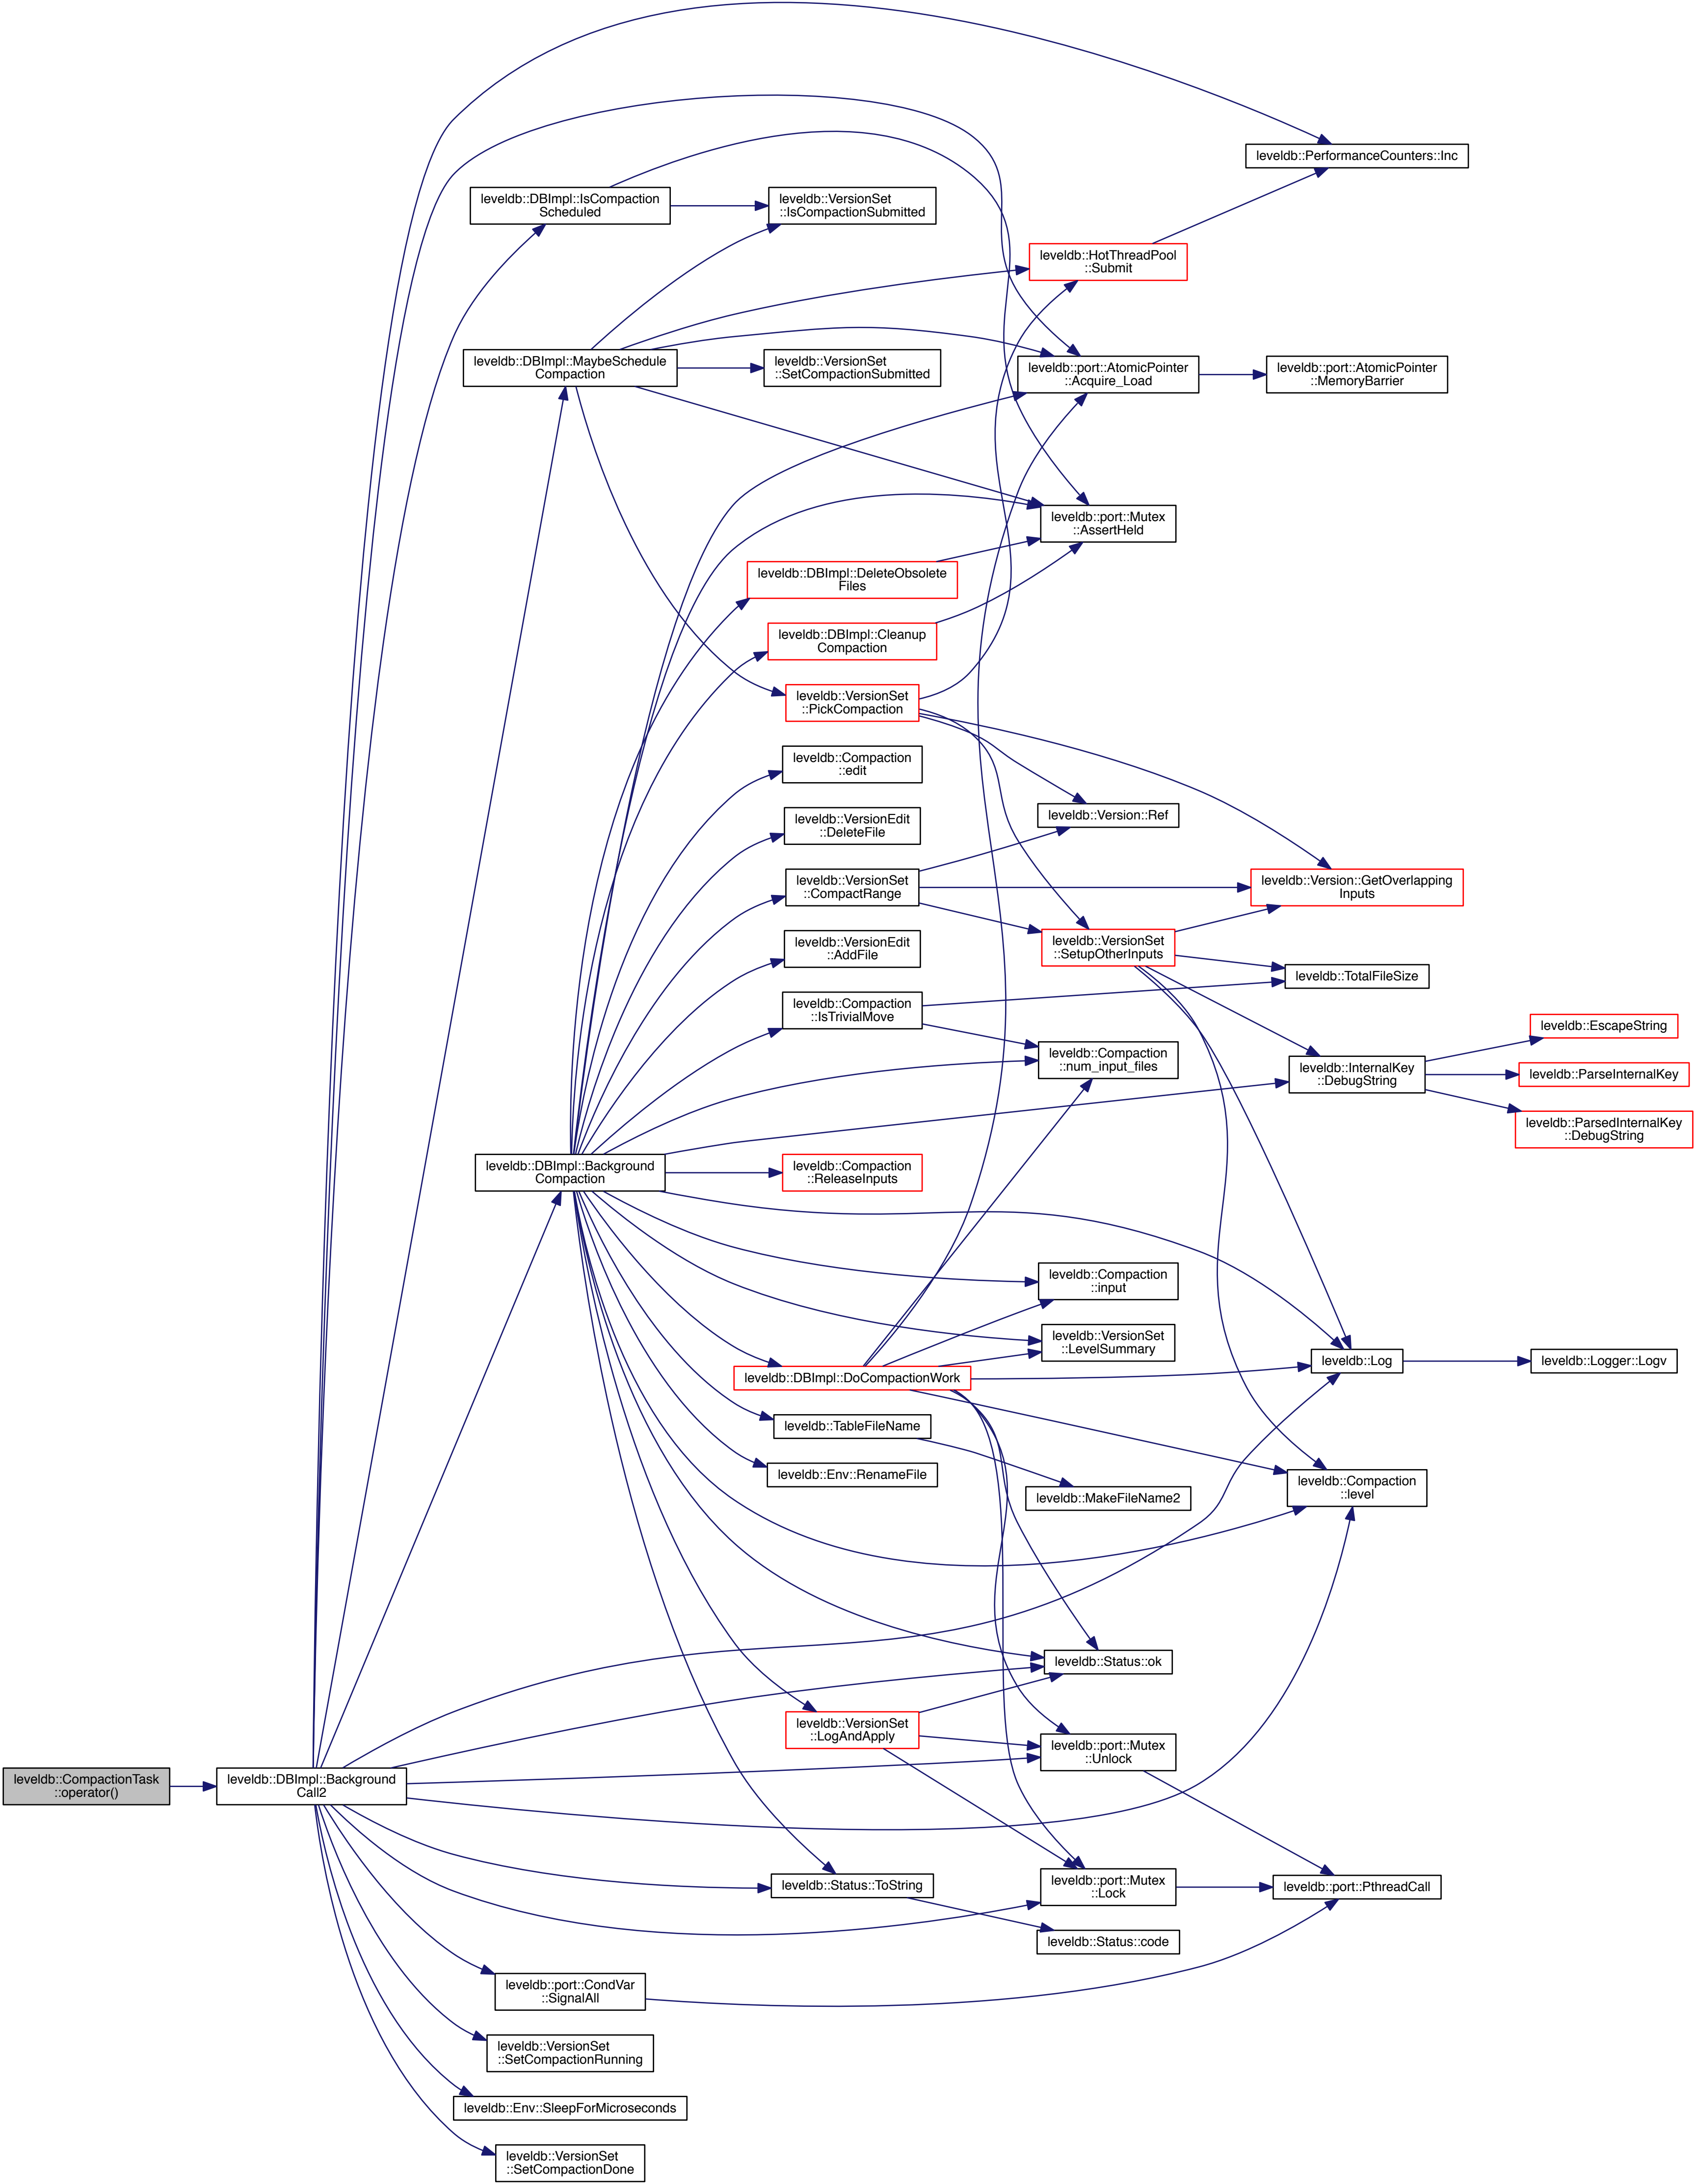 leveldb::PerformanceCounters::Inc
leveldb::DBImpl::IsCompaction
Scheduled
leveldb::VersionSet
::IsCompactionSubmitted
leveldb::HotThreadPool
::Submit
leveldb::DBImpl::MaybeSchedule
Compaction
leveldb::VersionSet
::SetCompactionSubmitted
leveldb::port::AtomicPointer
::Acquire_Load
leveldb::port::AtomicPointer
::MemoryBarrier
leveldb::port::Mutex
::AssertHeld
leveldb::DBImpl::DeleteObsolete
Files
leveldb::DBImpl::Cleanup
Compaction
leveldb::VersionSet
::PickCompaction
leveldb::Compaction
::edit
leveldb::VersionEdit
::DeleteFile
leveldb::Version::Ref
leveldb::VersionSet
::CompactRange
leveldb::Version::GetOverlapping
Inputs
leveldb::VersionEdit
::AddFile
leveldb::VersionSet
::SetupOtherInputs
leveldb::TotalFileSize
leveldb::Compaction
::IsTrivialMove
leveldb::Compaction
::num_input_files
leveldb::EscapeString
leveldb::InternalKey
::DebugString
leveldb::ParseInternalKey
leveldb::ParsedInternalKey
::DebugString
leveldb::DBImpl::Background
Compaction
leveldb::Compaction
::ReleaseInputs
leveldb::Compaction
::input
leveldb::VersionSet
::LevelSummary
leveldb::Log
leveldb::Logger::Logv
leveldb::DBImpl::DoCompactionWork
leveldb::TableFileName
leveldb::Env::RenameFile
leveldb::MakeFileName2
leveldb::Compaction
::level
leveldb::Status::ok
leveldb::VersionSet
::LogAndApply
leveldb::port::Mutex
::Unlock
leveldb::CompactionTask
::operator()
leveldb::DBImpl::Background
Call2
leveldb::Status::ToString
leveldb::port::Mutex
::Lock
leveldb::port::PthreadCall
leveldb::Status::code
leveldb::port::CondVar
::SignalAll
leveldb::VersionSet
::SetCompactionRunning
leveldb::Env::SleepForMicroseconds
leveldb::VersionSet
::SetCompactionDone